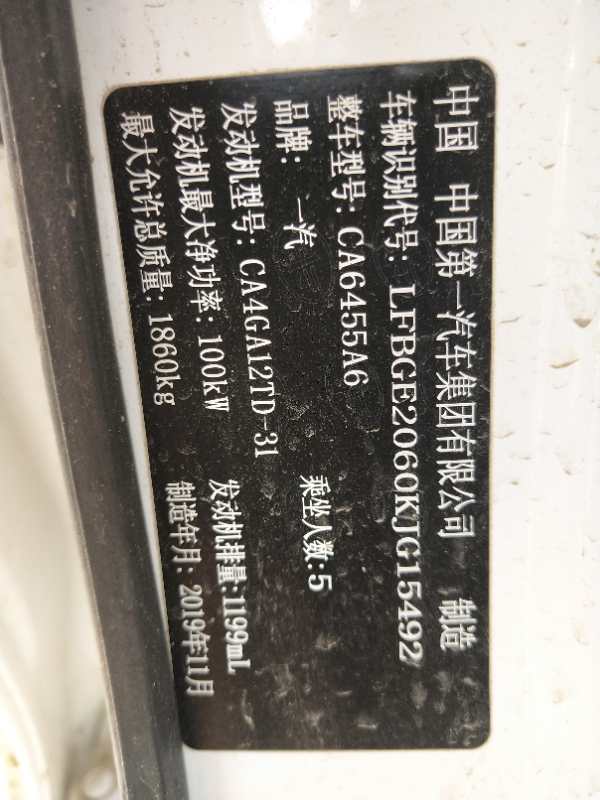 中国 中国第一汽车集团有限公司 制造
车辆识别代号: LFBGE2060KJG15492
整车型号: CA6455A6
品牌: 一汽 乘坐人数:5
发动机型号: CA4GA12TD-31
发动机排量:1199mL
发动机最大净功率: 100kW
制造年月: 2019年11月
最大允许总质量: 1860kg